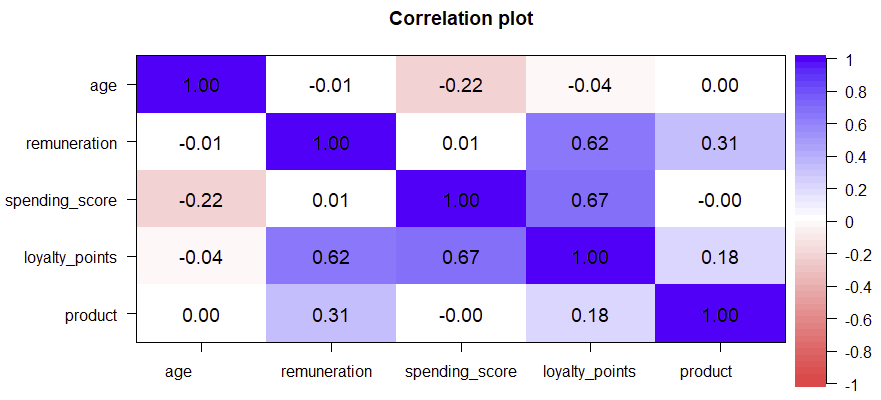 Correlation plot
age 1.00 -0.01 -0.22 -0.04 0.00
remuneration -0.01 1.00 0.01 0.62 0.31
spending_score -0.22 0.01 1.00 0.67 -0.00
loyalty_points -0.04 0.62 0.67 1.00 0.18
product 0.00 0.31 -0.00 0.18 1.00
age remuneration spending_score loyalty_points product
1
0.8
0.6
0.4
0.2
0
-0.2
-0.4
-0.6
-0.8
-1